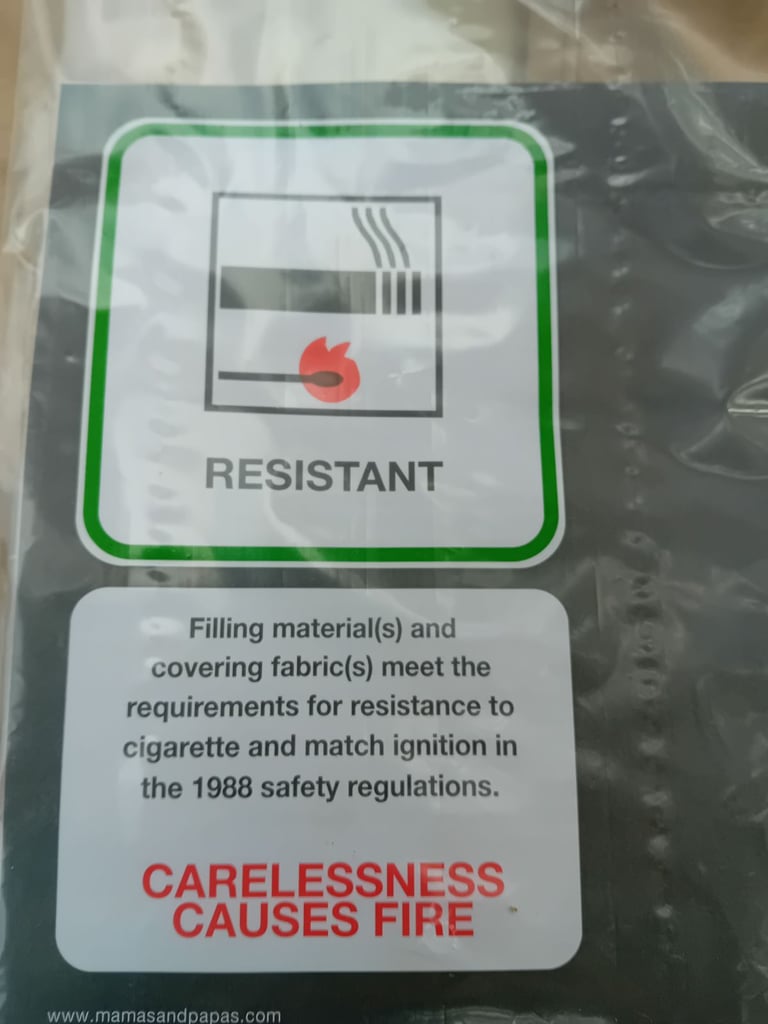 RESISTANT
Filling material(s) and
covering fabric(s) meet the
requirements for resistance to
cigarette and match ignition in
the 1988 safety regulations.
CARELESSNESS
CAUSES FIRE
www.mamasandpapas.com